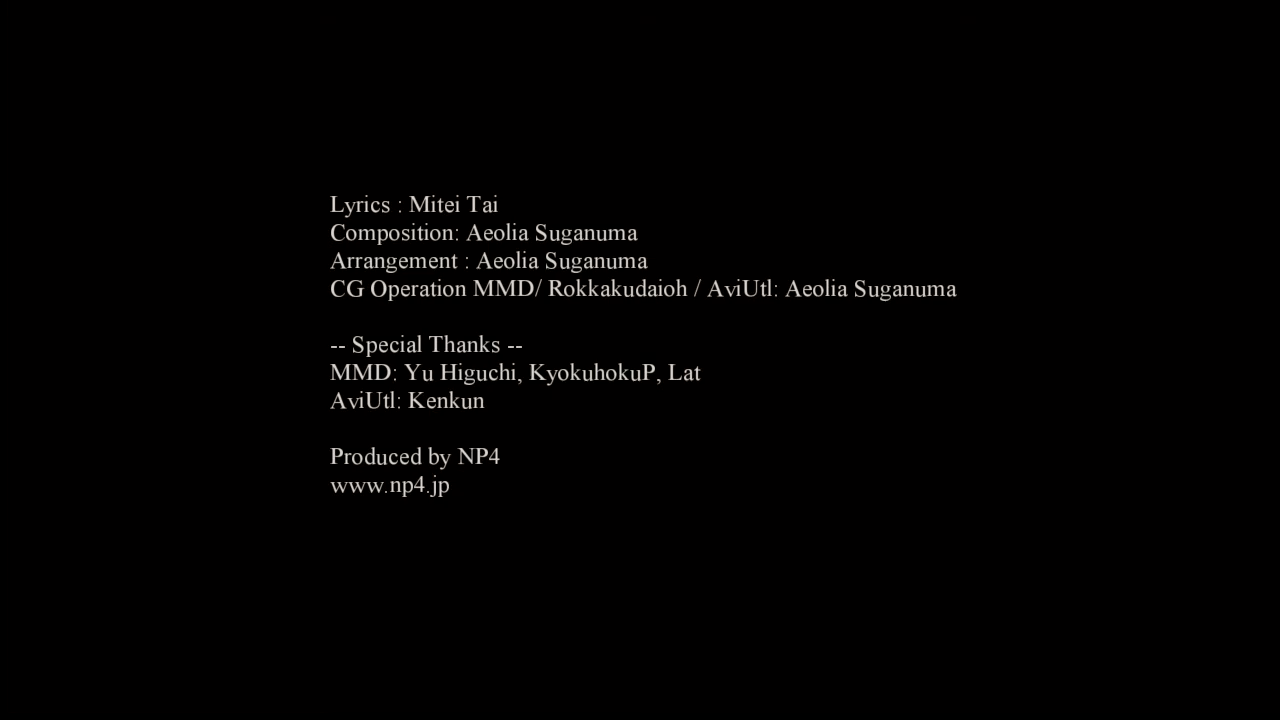 Lyrics : Mitei Tai
Composition: Aeolia Suganuma
Arrangement : Aeolia Suganuma
CG Operation MMD/ Rokkakudaioh / AviUtl: Aeolia Suganuma
-- Special Thanks --
MMD: Yu Higuchi, KyokuhokuP, Lat
AviUtl: Kenkun
Produced by NP4
www.np4.jp